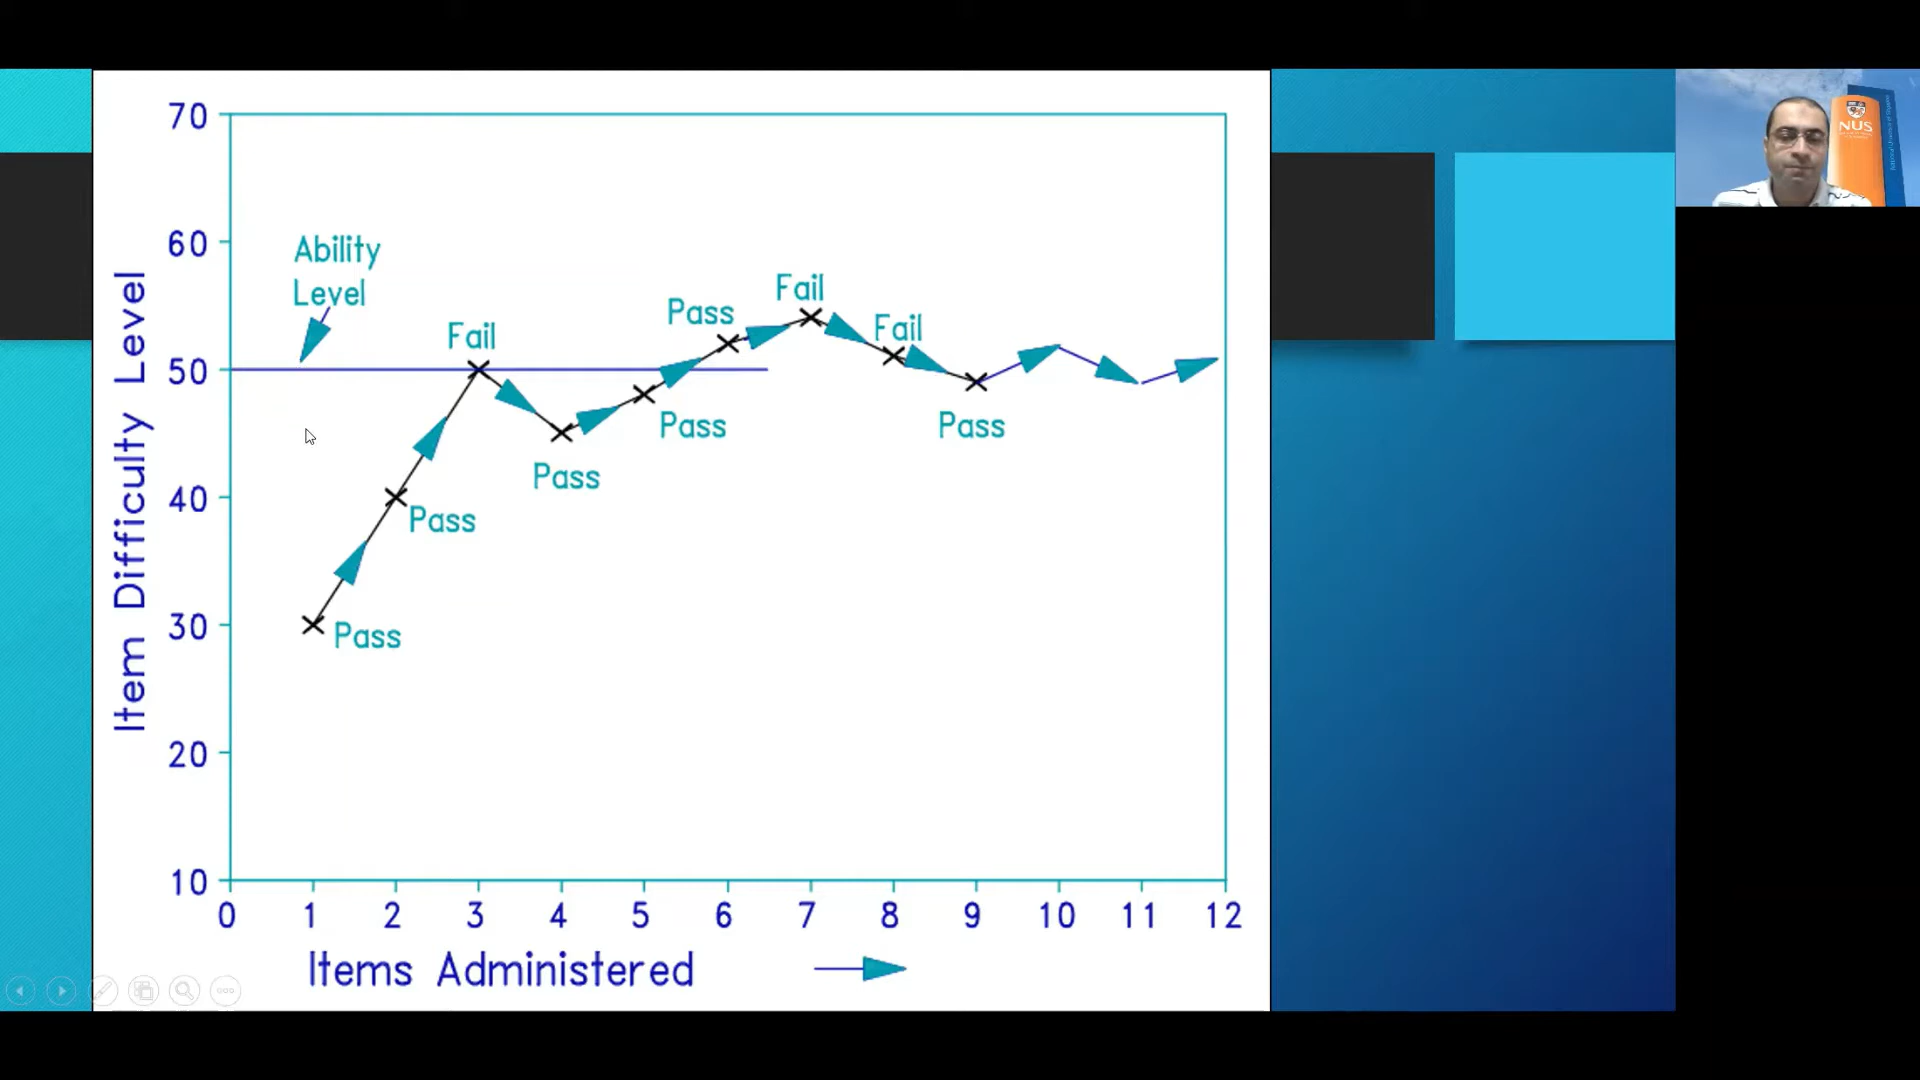 70
60
50
40
30
20
10
Item Difficulty Level
Ability
Level
Fail
Pass
Fail
Fail
Pass
Pass
Pass
Pass
Pass
0 1 2 3 4 5 6 7 8 9 10 11 12
Items Administered
NUS